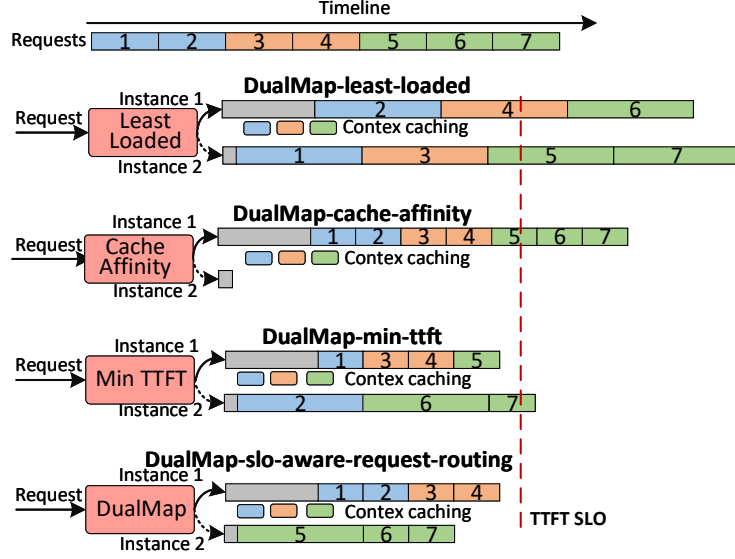 Timeline
Requests 1 2 3 4 5 6 7
DualMap-least-loaded
Instance 1
2 4 6
Request
Least
Loaded
Contex caching
Instance 2
1 3 5 7
DualMap-cache-affinity
Instance 1
1 2 3 4 5 6 7
Request
Cache
Affinity
Contex caching
Instance 2
DualMap-min-ttft
Instance 1
1 3 4 5
Request
Min TTFT
Contex caching
Instance 2
2 6 7
DualMap-slo-aware-request-routing
Instance 1
1 2 3 4
Request
DualMap
Contex caching
TTFT SLO
Instance 2
5 6 7